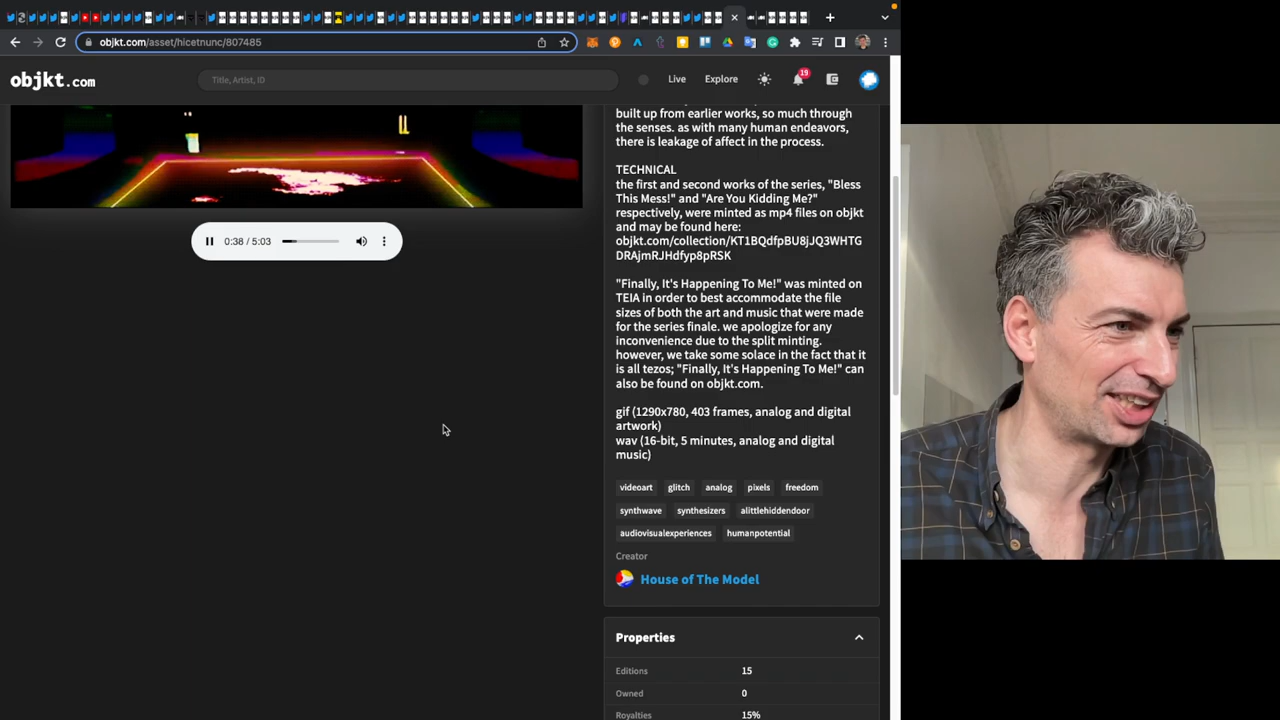 objkt.com/asset/hicetnunc/807485
objkt.com
Title, Artist, ID
Live
Explore
19
built up from earlier works, so much through
the senses. as with many human endeavors,
there is leakage of affect in the process.
TECHNICAL
the first and second works of the series, "Bless
This Mess!" and "Are You Kidding Me?"
respectively, were minted as mp4 files on objkt
and may be found here:
objkt.com/collection/KT1BQdfpBU8jJQ3WHTG
DRAjmRJHdfyp8pRSK
"Finally, It's Happening To Me!" was minted on
TEIA in order to best accommodate the file
sizes of both the art and music that were made
for the series finale. we apologize for any
inconvenience due to the split minting.
however, we take some solace in the fact that it
is all tezos; "Finally, It's Happening To Me!" can
also be found on objkt.com.
gif (1290x780, 403 frames, analog and digital
artwork)
wav (16-bit, 5 minutes, analog and digital
music)
0:38 / 5:03
videoart glitch analog pixels freedom
synthwave synthesizers alittlehiddendoor
audiovisualexperiences humanpotential
Creator
House of The Model
Properties
Editions 15
Owned 0
Royalties 15%